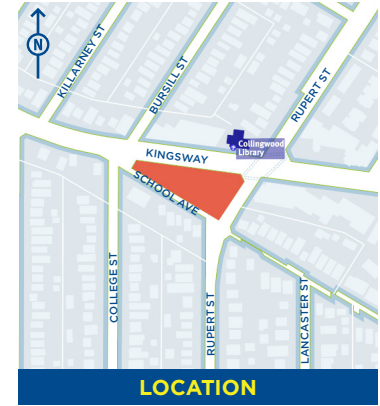 N
KILLARNEY ST
BURSILL ST
RUPERT ST
Collingwood
Library
KINGSWAY
SCHOOL AVE
COLLEGE ST
RUPERT ST
LANCASTER ST
LOCATION